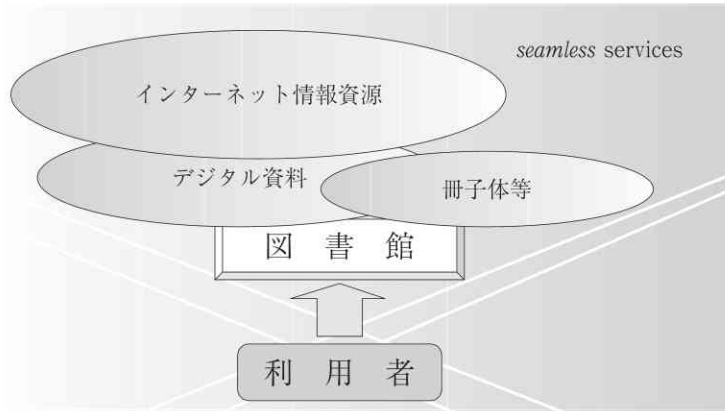 seamless services
インターネット情報資源
デジタル資料
冊子体等
図 書 館
利 用 者